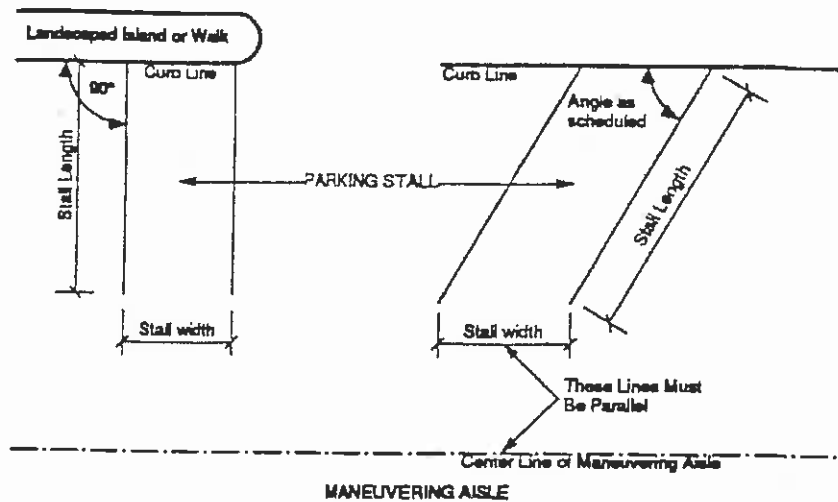 Landscaped Island or Walk
Curb Line
90°
Stall Length
Stall width
PARKING STALL
Curb Line
Angle as
scheduled
Stall Length
Stall width
These Lines Must
Be Parallel
Center Line of Maneuvering Aisle
MANEUVERING AISLE